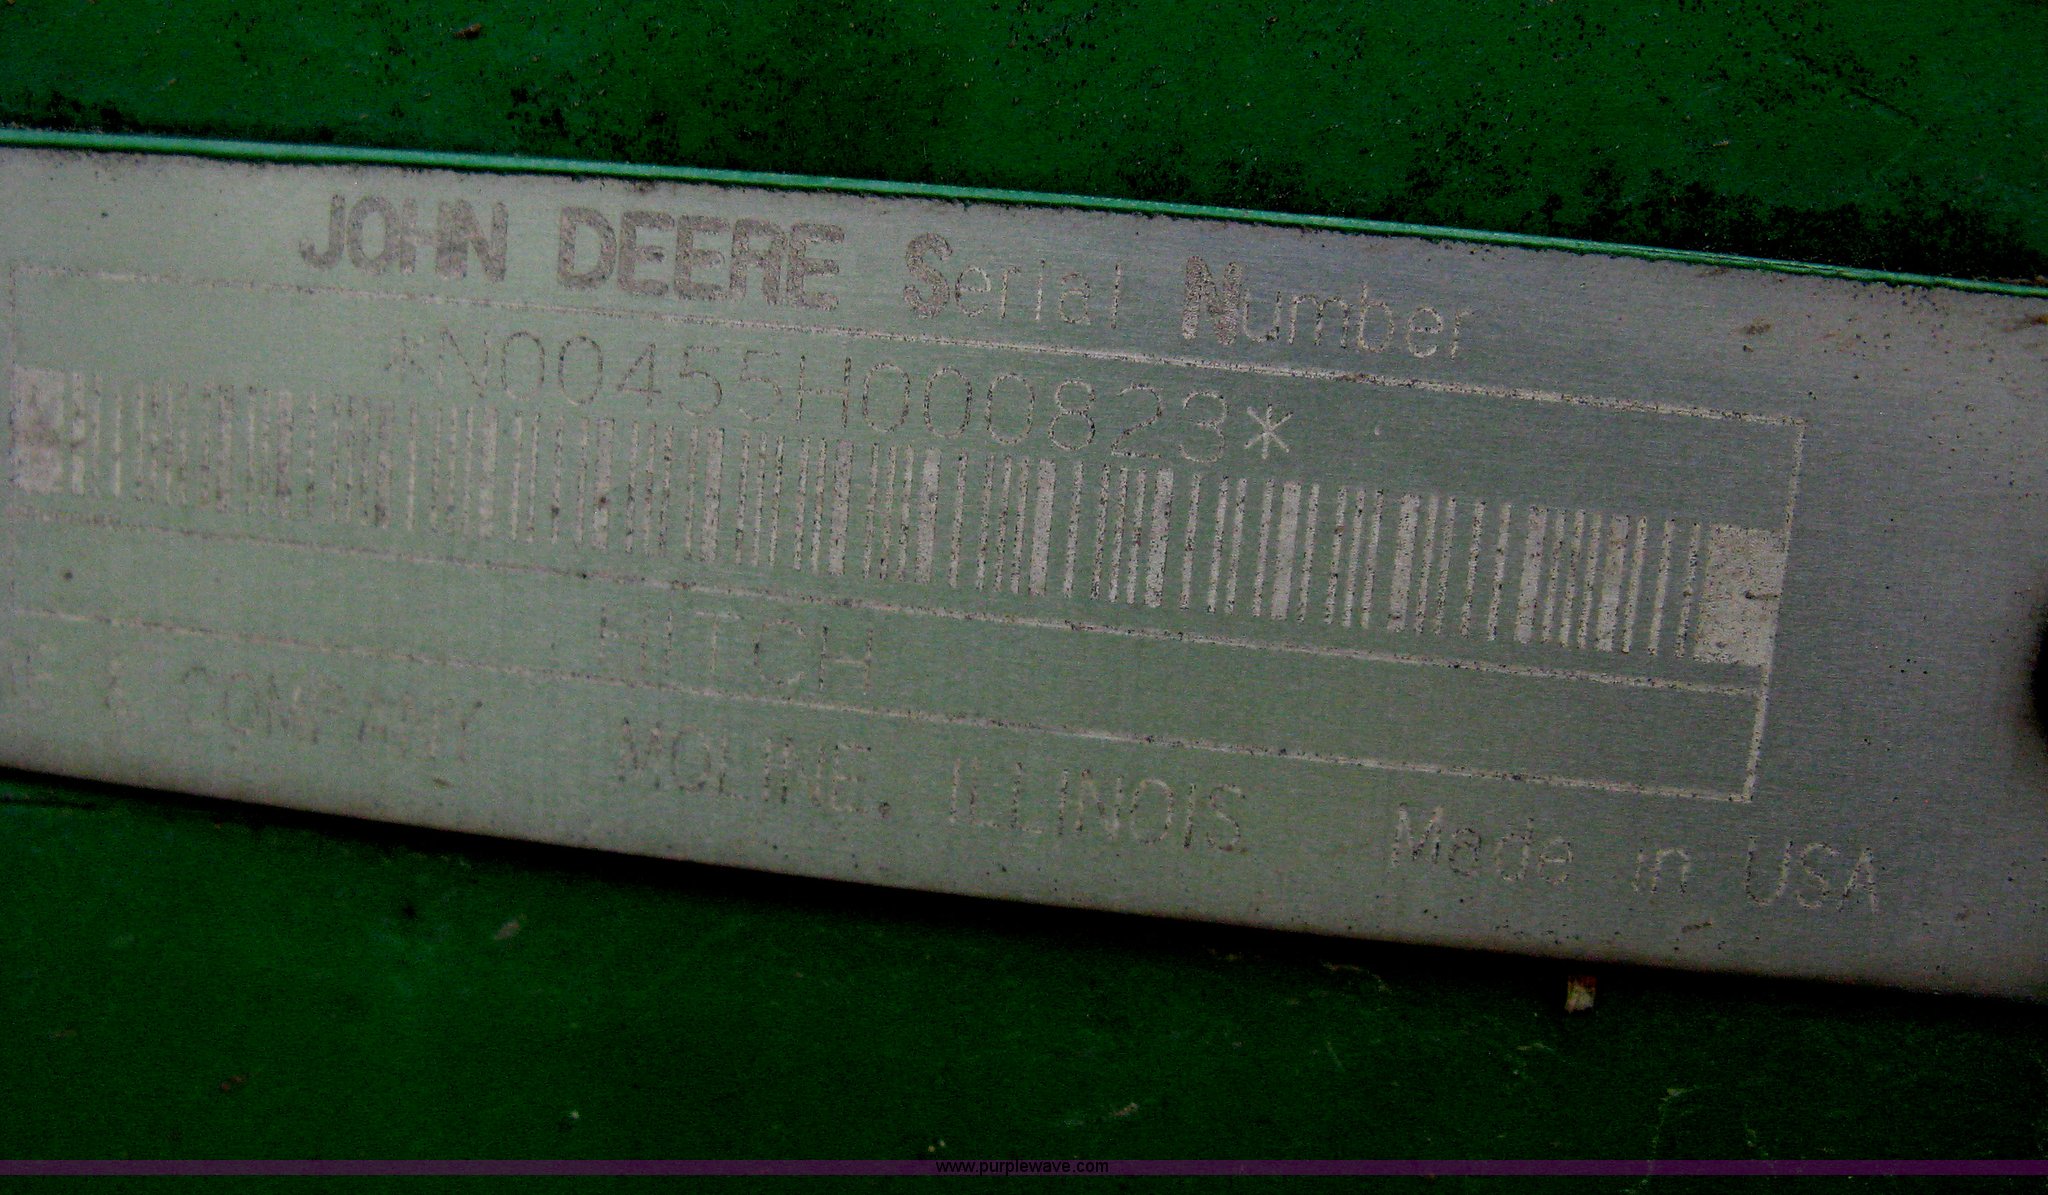 JOHN DEERE Serial Number
*N00455H000823*
HITCH
& COMPANY MOLINE, ILLINOIS Made in USA
www.purplewave.com